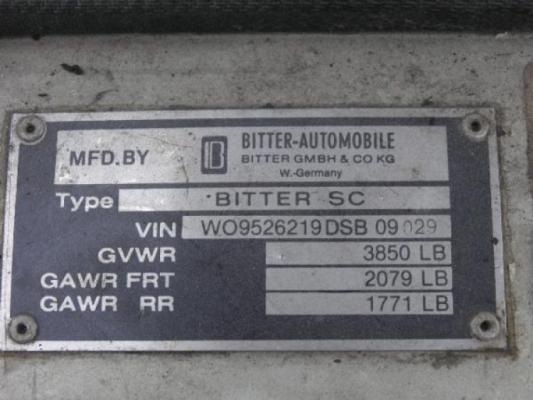 MFD.BY
B BITTER-AUTOMOBILE
BITTER GMBH & CO KG
W.-Germany
Type BITTER SC
VIN WO9526219DSB 09029
GVWR 3850 LB
GAWR FRT 2079 LB
GAWR RR 1771 LB